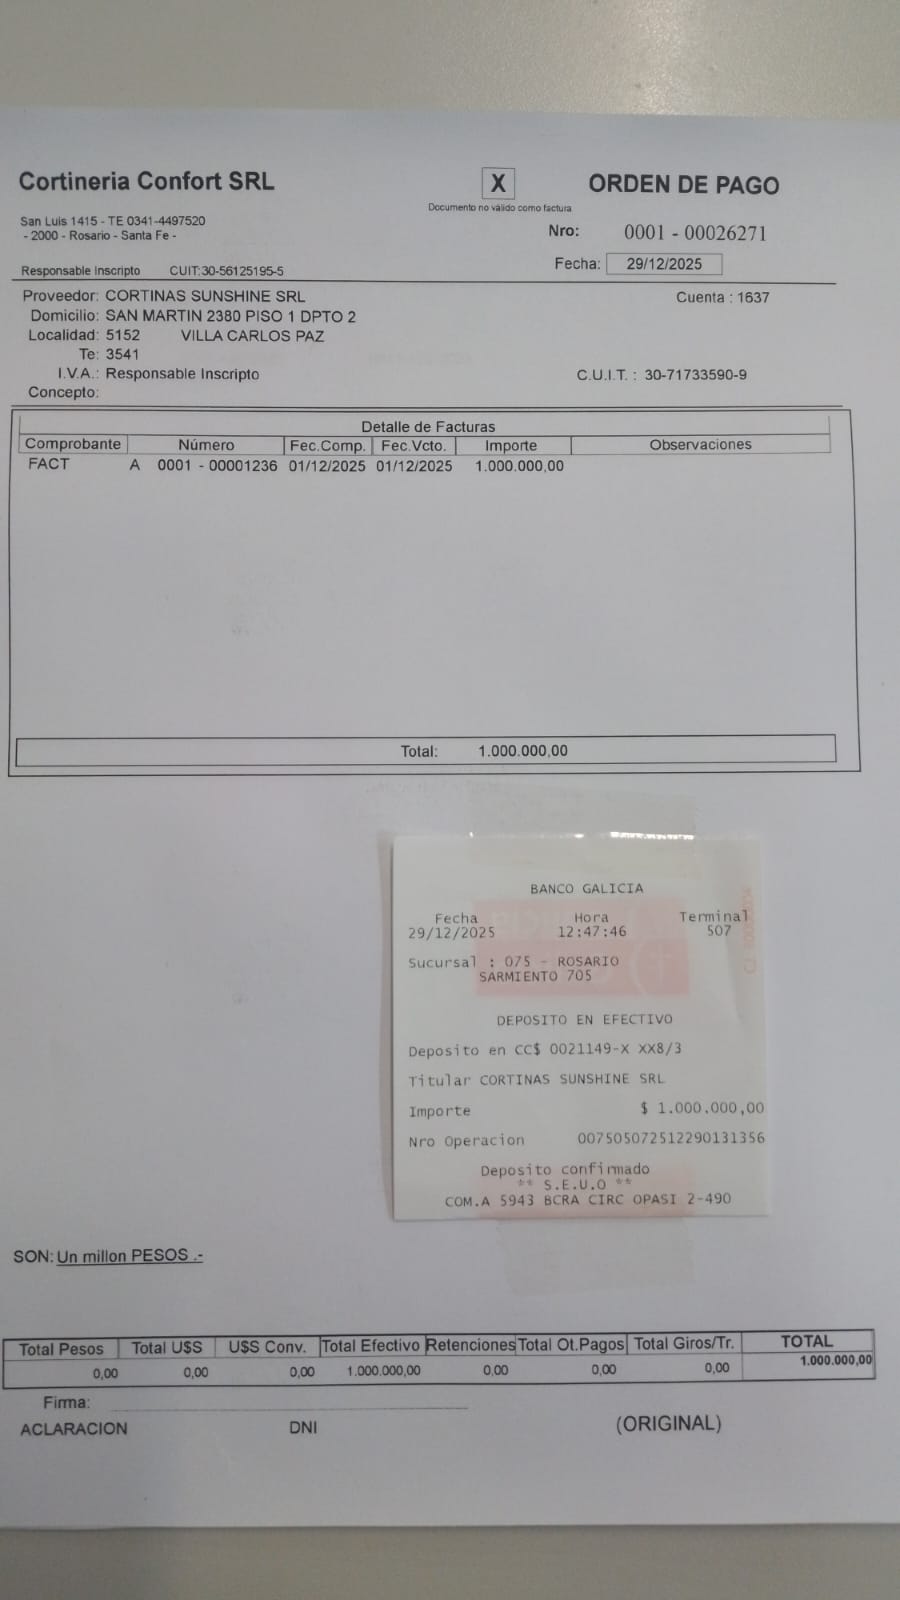 Cortineria Confort SRL
X
ORDEN DE PAGO
Documento no válido como factura
San Luis 1415 - TE 0341-4497520
- 2000 - Rosario - Santa Fe -
Nro: 0001 - 00026271
Fecha: 29/12/2025
Responsable Inscripto CUIT:30-56125195-5
Proveedor: CORTINAS SUNSHINE SRL Cuenta : 1637
Domicilio: SAN MARTIN 2380 PISO 1 DPTO 2
Localidad: 5152 VILLA CARLOS PAZ
Te: 3541
I.V.A.: Responsable Inscripto C.U.I.T. : 30-71733590-9
Concepto:
Detalle de Facturas
Comprobante Número Fec.Comp. Fec.Vcto. Importe Observaciones
FACT A 0001 - 00001236 01/12/2025 01/12/2025 1.000.000,00
Total: 1.000.000,00
BANCO GALICIA
Fecha Hora Terminal
29/12/2025 12:47:46 507
Sucursal : 075 - ROSARIO
SARMIENTO 705
DEPOSITO EN EFECTIVO
Deposito en CC$ 0021149-X XX8/3
Titular CORTINAS SUNSHINE SRL
Importe $ 1.000.000,00
Nro Operacion 007505072512290131356
Deposito confirmado
** S.E.U.O **
COM.A 5943 BCRA CIRC OPASI 2-490
SON: Un millon PESOS .-
Total Pesos Total U$S U$S Conv. Total Efectivo Retenciones Total Ot.Pagos Total Giros/Tr. TOTAL
0,00 0,00 0,00 1.000.000,00 0,00 0,00 0,00 1.000.000,00
Firma:
ACLARACION DNI (ORIGINAL)